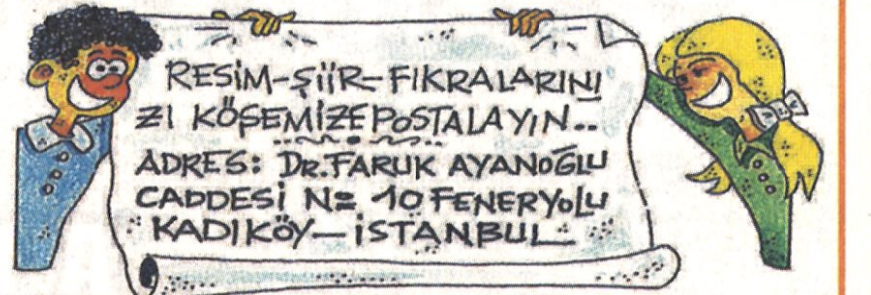 RESİM-ŞİİR-FIKRALARINI
ZI KÖŞEMİZE POSTALAYIN..
ADRES: DR. FARUK AYANOĞLU
CADDESİ No 10 FENERYOLU
KADIKÖY-İSTANBUL